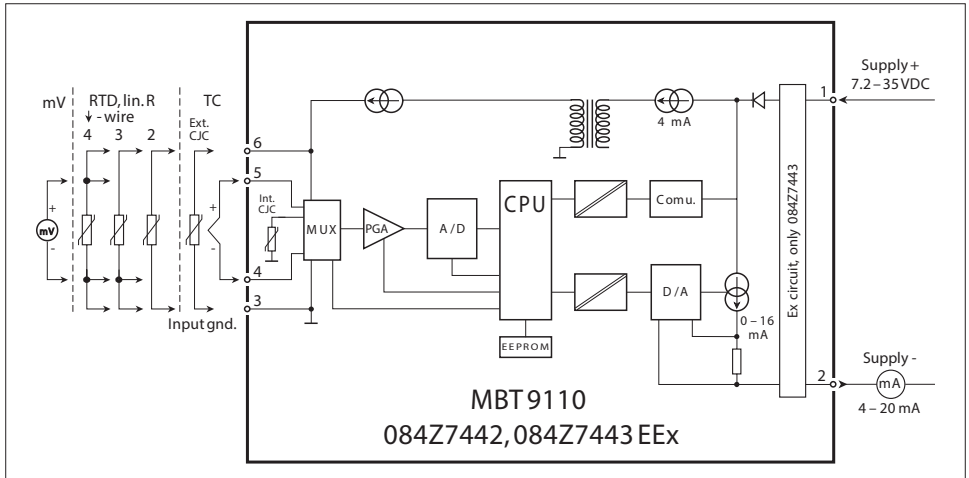 mV
RTD, lin. R
- wire
4 3 2
TC
Ext.
CJC
+
-
mV
+
-
Input gnd.
6
5
4
3
Int.
CJC
MUX
PGA
A/D
CPU
EEPROM
Comu.
D/A
4 mA
0 – 16
mA
Ex circuit, only 084Z7443
1
2
Supply +
7.2 – 35 VDC
Supply -
mA
4 – 20 mA
MBT 9110
084Z7442, 084Z7443 EEx